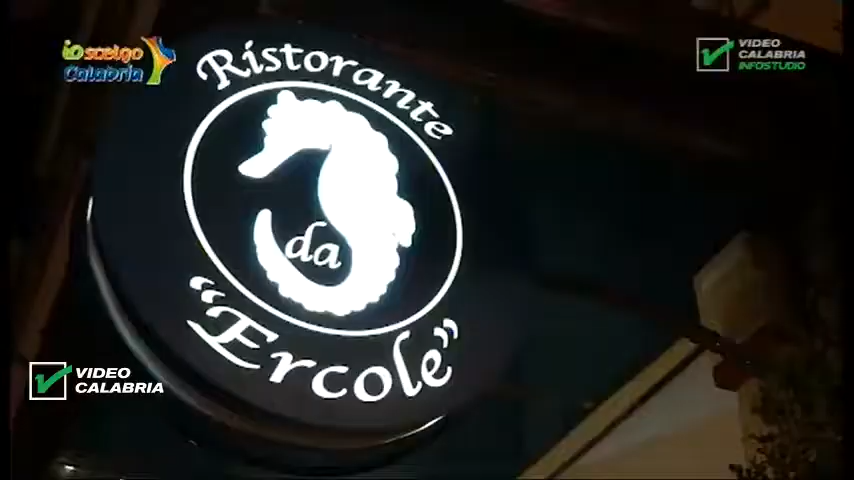 io scelgo
Calabria
VIDEO
CALABRIA
INFOSTUDIO
Ristorante
da
"Ercole"
VIDEO
CALABRIA